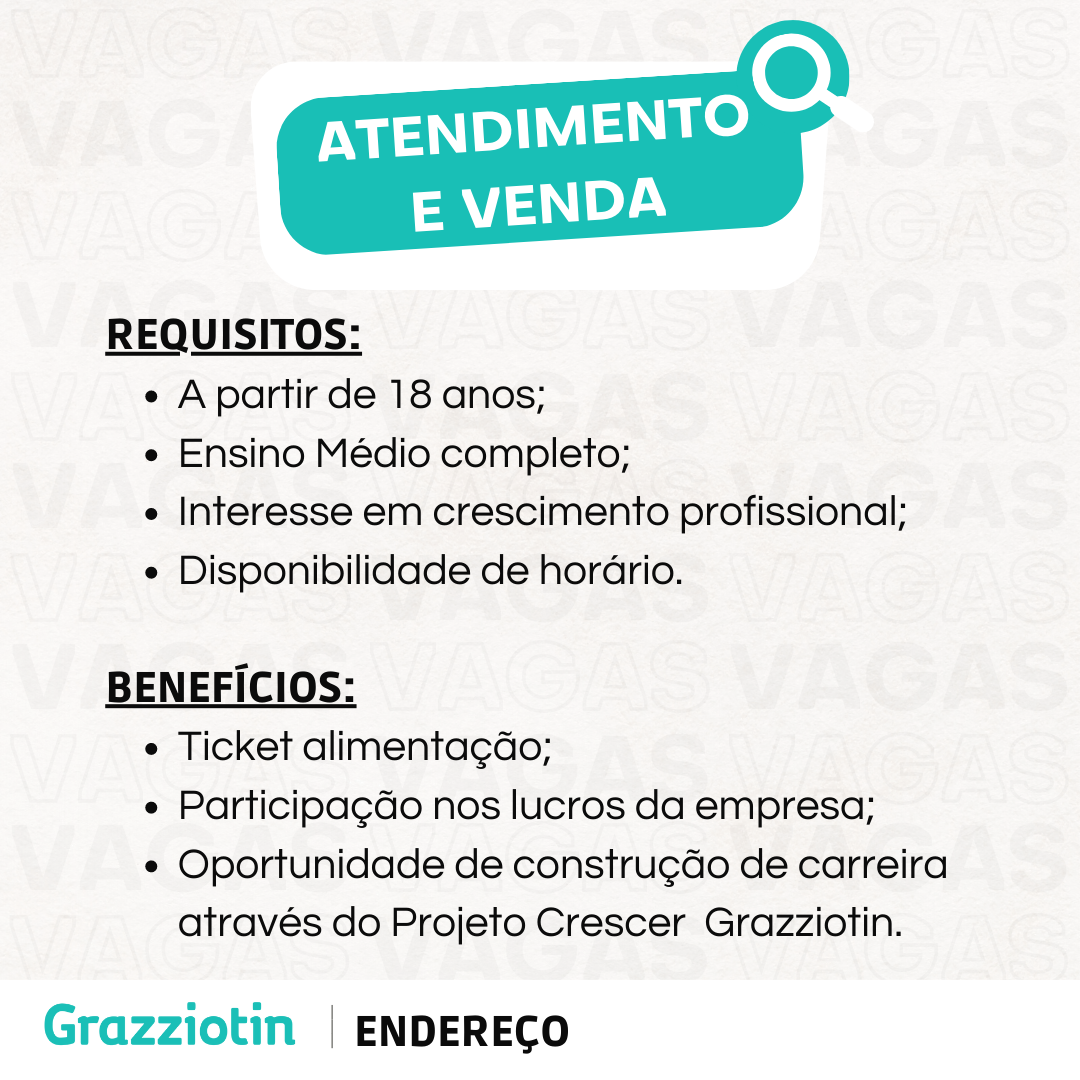 ATENDIMENTO
E VENDA
REQUISITOS:
• A partir de 18 anos;
• Ensino Médio completo;
• Interesse em crescimento profissional;
• Disponibilidade de horário.
BENEFÍCIOS:
• Ticket alimentação;
• Participação nos lucros da empresa;
• Oportunidade de construção de carreira
através do Projeto Crescer  Grazziotin.
Grazziotin | ENDEREÇO